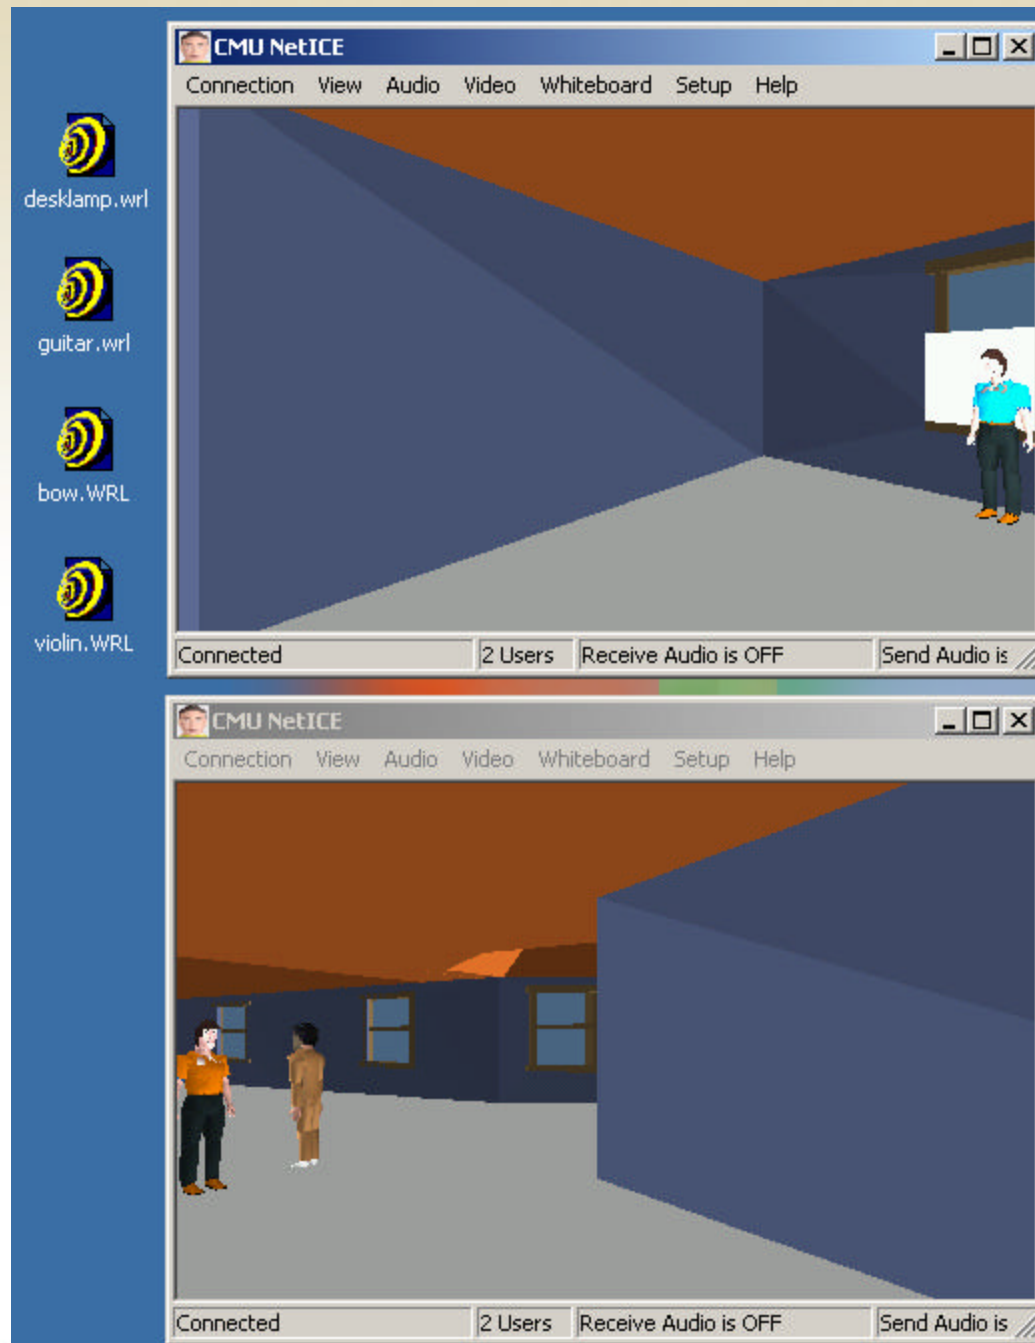 CMU NetICE
Connection View Audio Video Whiteboard Setup Help
desklamp.wrl
guitar.wrl
bow.WRL
violin.WRL
Connected 2 Users Receive Audio is OFF Send Audio is
CMU NetICE
Connection View Audio Video Whiteboard Setup Help
Connected 2 Users Receive Audio is OFF Send Audio is